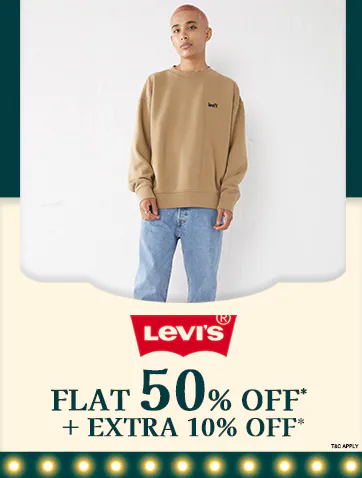 Levi's
LEVI'S®
FLAT 50% OFF*
+ EXTRA 10% OFF*
T&C APPLY